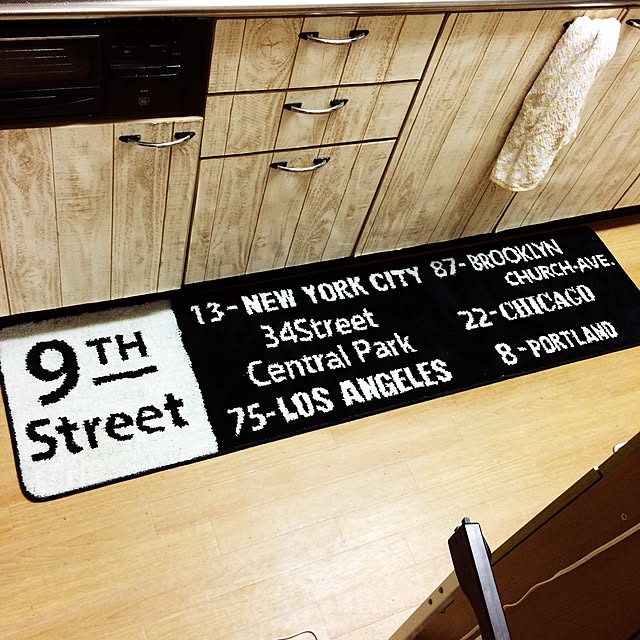 9TH
Street
13-NEW YORK CITY
34Street
Central Park
75-LOS ANGELES
87-BROOKLYN
CHURCH-AVE.
22-CHICAGO
8-PORTLAND